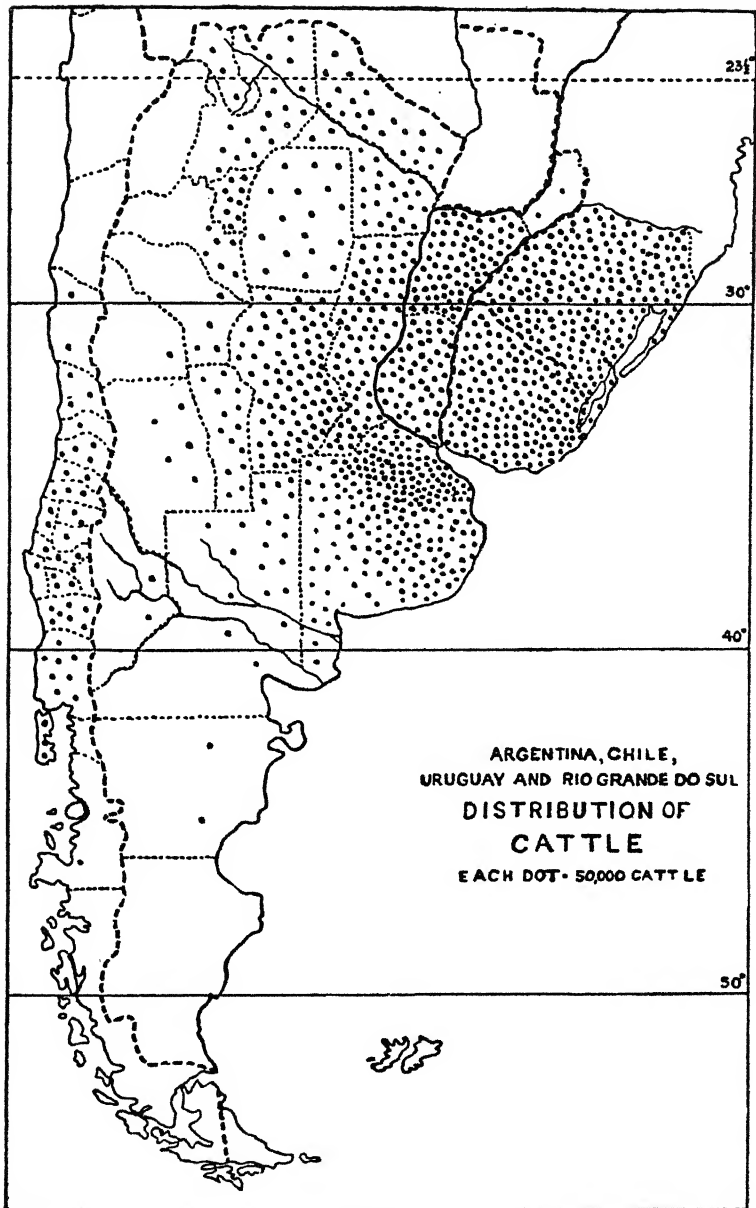 23½°
30°
40°
ARGENTINA, CHILE,
URUGUAY AND RIO GRANDE DO SUL
DISTRIBUTION OF
CATTLE
EACH DOT - 50,000 CATTLE
50°